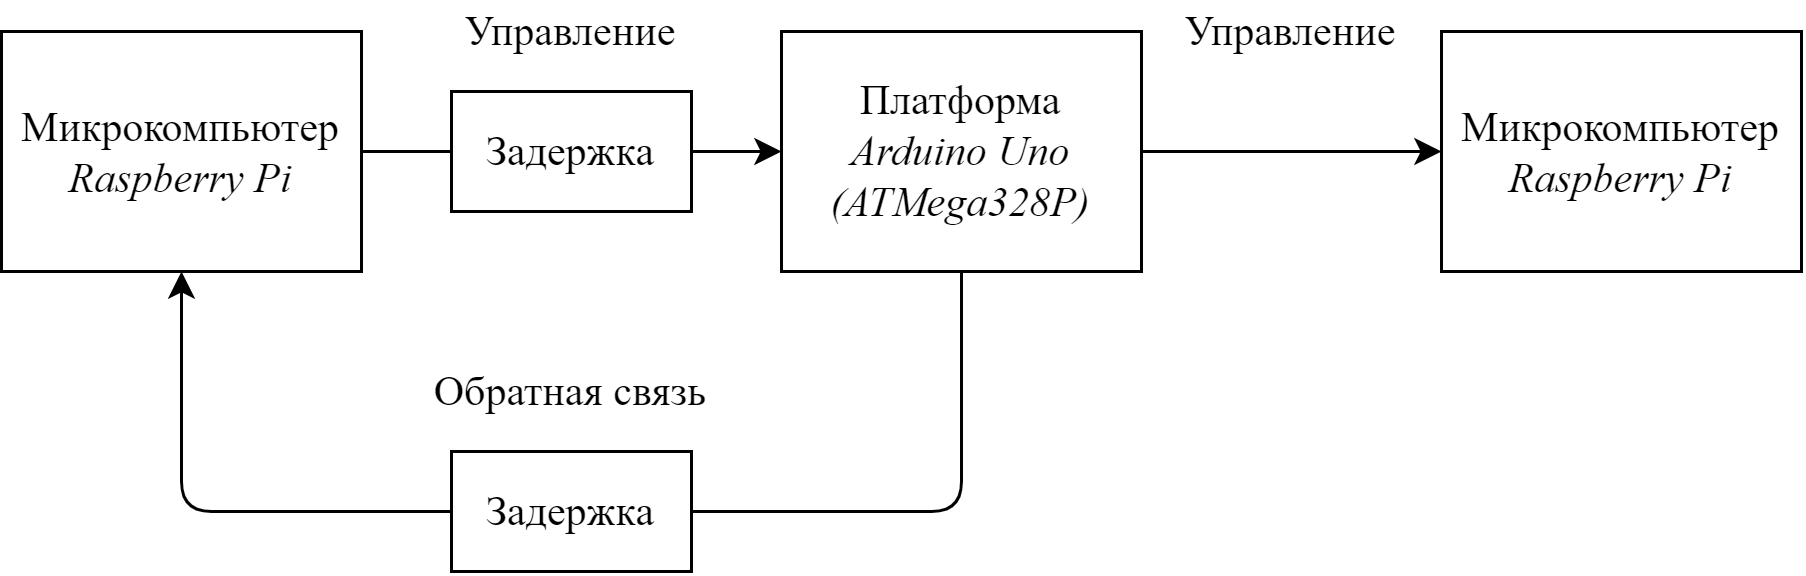 Управление
Управление
Микрокомпьютер
Raspberry Pi
Задержка
Платформа
Arduino Uno
(ATMega328P)
Микрокомпьютер
Raspberry Pi
Обратная связь
Задержка